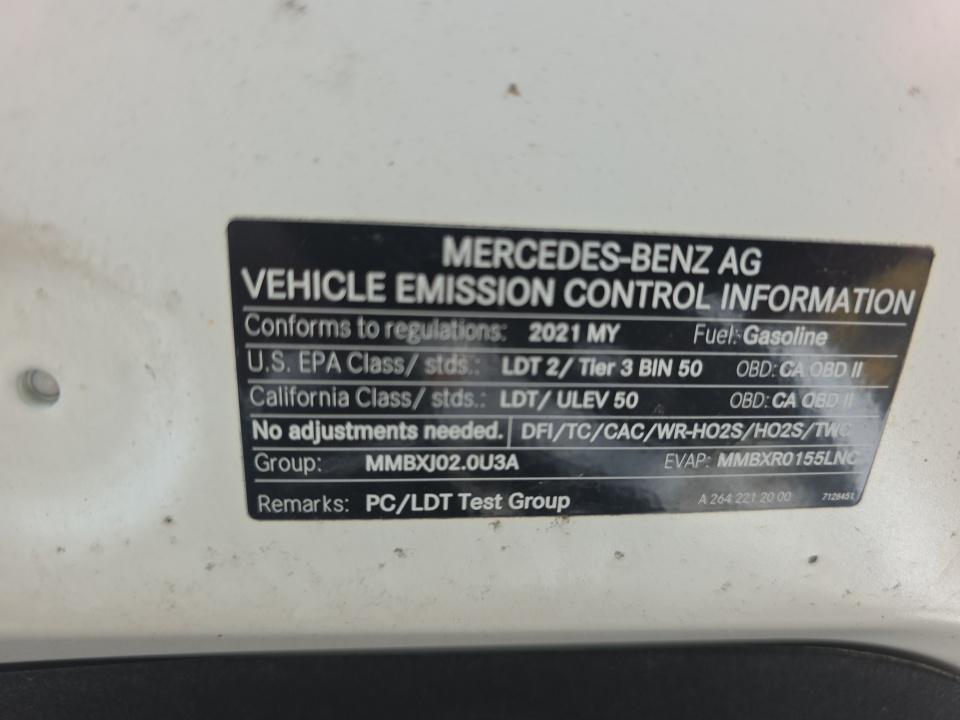 MERCEDES-BENZ AG
VEHICLE EMISSION CONTROL INFORMATION
Conforms to regulations: 2021 MY Fuel: Gasoline
U.S. EPA Class/ stds.: LDT 2/ Tier 3 BIN 50 OBD: CA OBD II
California Class/ stds.: LDT/ ULEV 50 OBD: CA OBD II
No adjustments needed. DFI/TC/CAC/WR-HO2S/HO2S/TWC
Group: MMBXJ02.0U3A EVAP: MMBXR0155LNC
Remarks: PC/LDT Test Group A 264 221 20 00 7128451